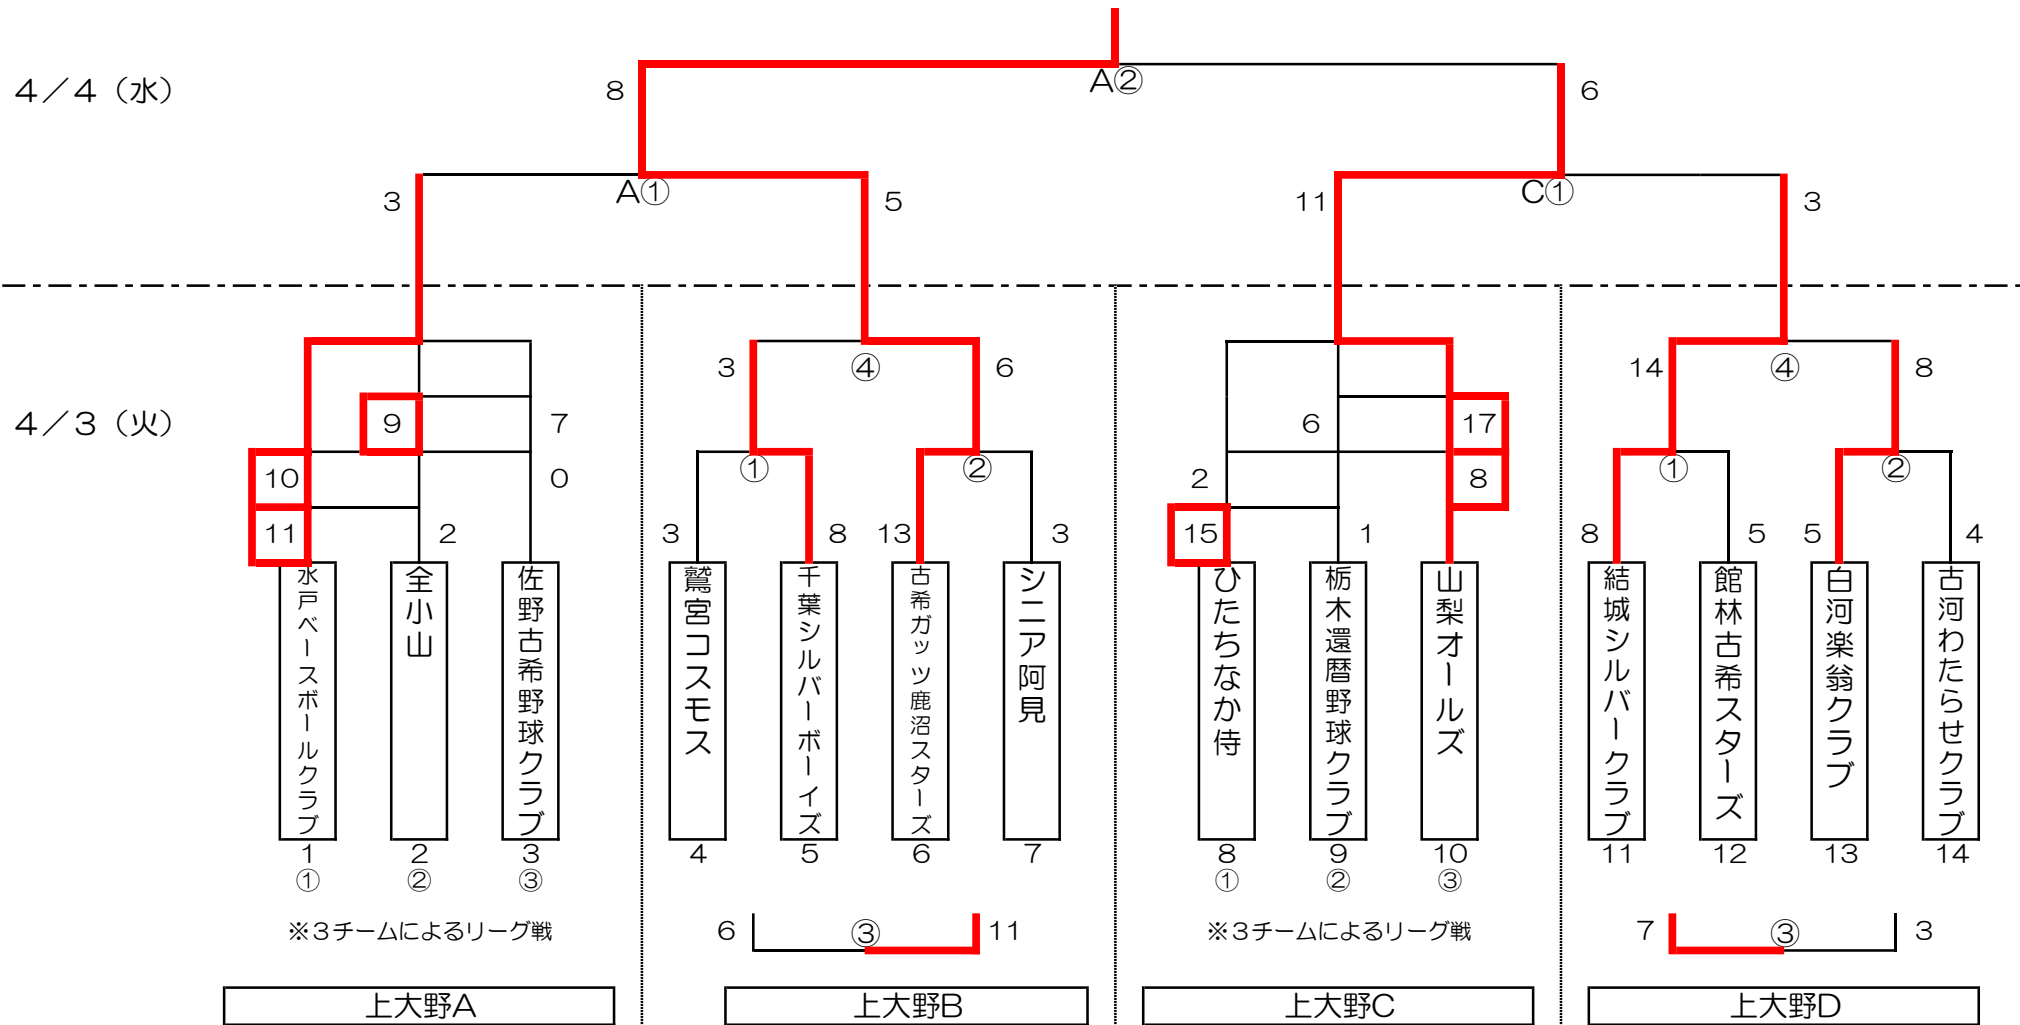 4／4（水）
A②
8
6
A①
C①
3
5
11
3
4／3（火）
④
④
3
6
14
8
9
7
6
17
①
②
①
②
10
0
2
8
11
2
3
8
13
3
15
1
8
5
5
4
水戸ベースボールクラブ
全小山
佐野古希野球クラブ
鷲宮コスモス
千葉シルバーボーイズ
古希ガッツ鹿沼スターズ
シニア阿見
ひたちなか侍
栃木還暦野球クラブ
山梨オールズ
結城シルバークラブ
館林古希スターズ
白河楽翁クラブ
古河わたらせクラブ
1 2 3 4 5 6 7 8 9 10 11 12 13 14
① ② ③ ① ② ③
※3チームによるリーグ戦
6 ③ 11
※3チームによるリーグ戦
7 ③ 3
上大野A
上大野B
上大野C
上大野D